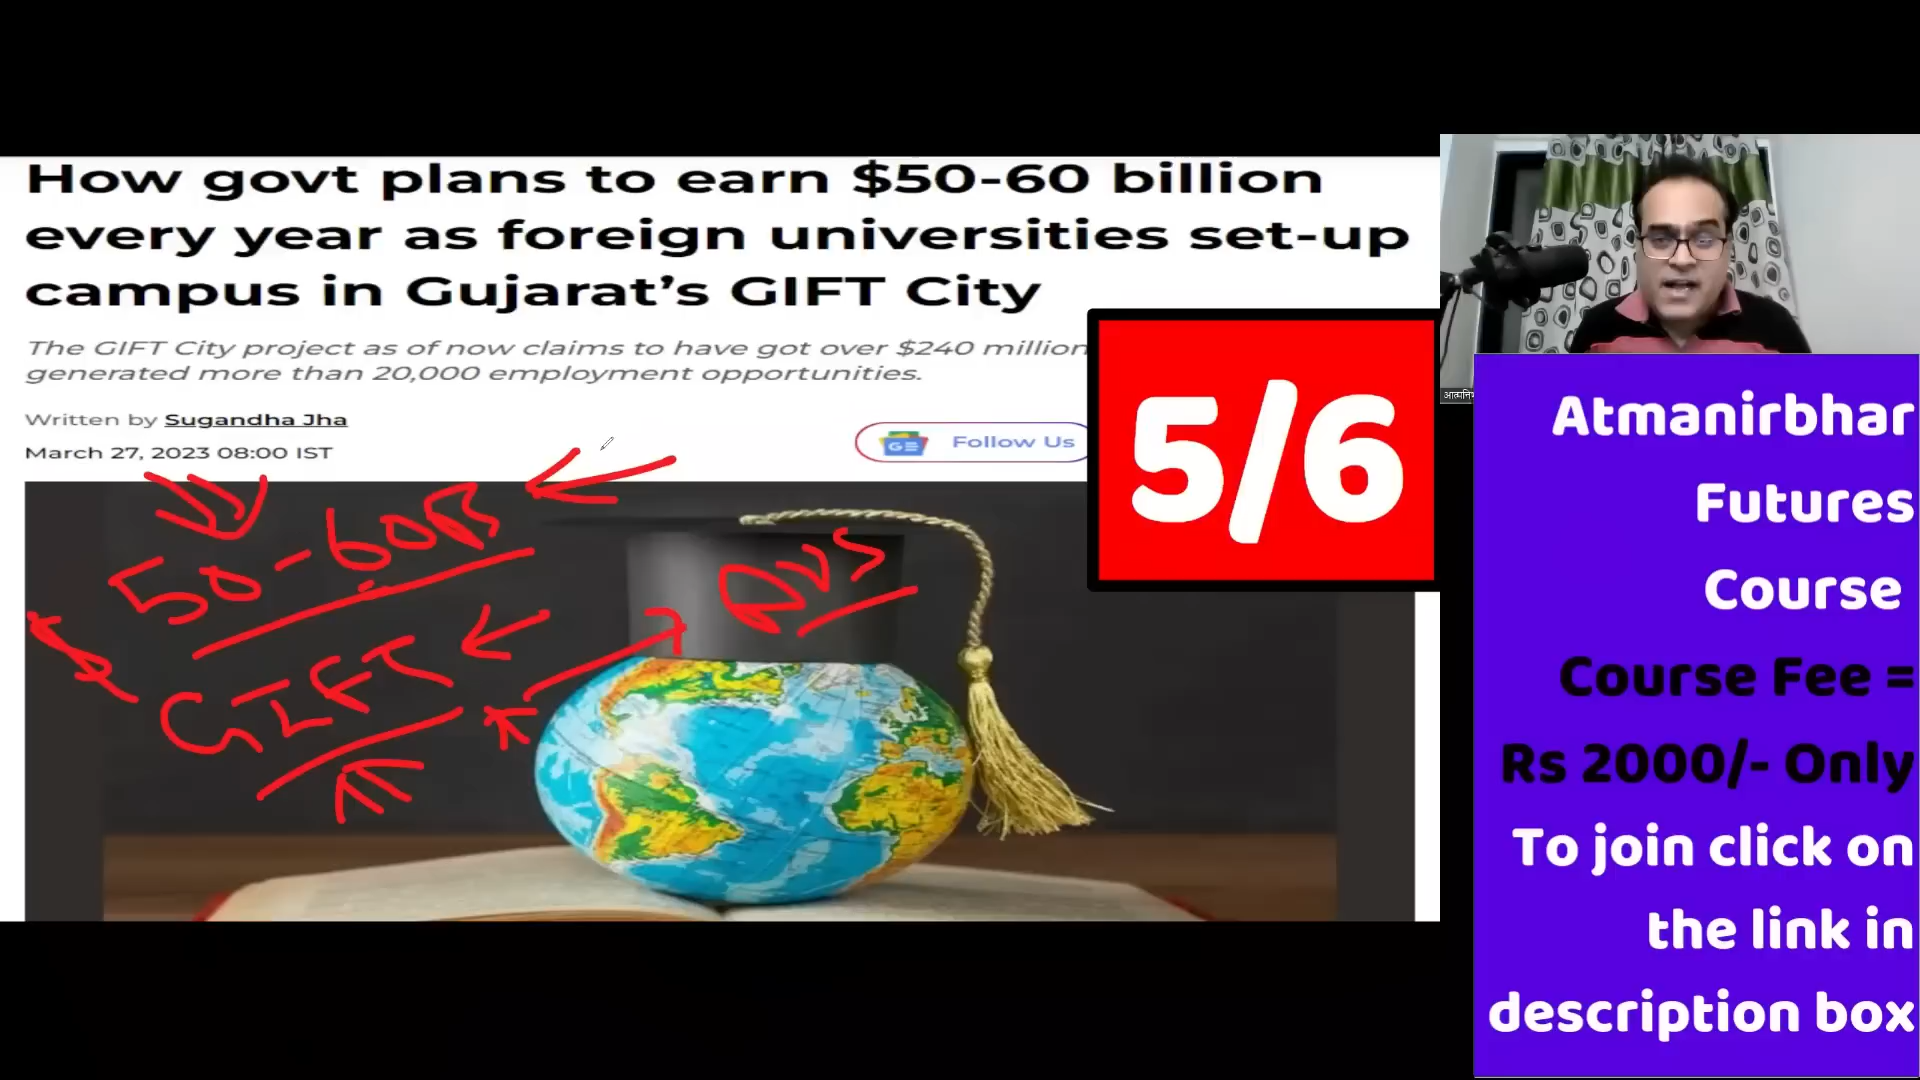 How govt plans to earn $50-60 billion
every year as foreign universities set-up
campus in Gujarat’s GIFT City
The GIFT City project as of now claims to have got over $240 million
generated more than 20,000 employment opportunities.
Written by Sugandha Jha
March 27, 2023 08:00 IST
GE Follow Us
5/6
50-60B
GIFT
Atmanirbhar
Futures
Course
Course Fee =
Rs 2000/- Only
To join click on
the link in
description box